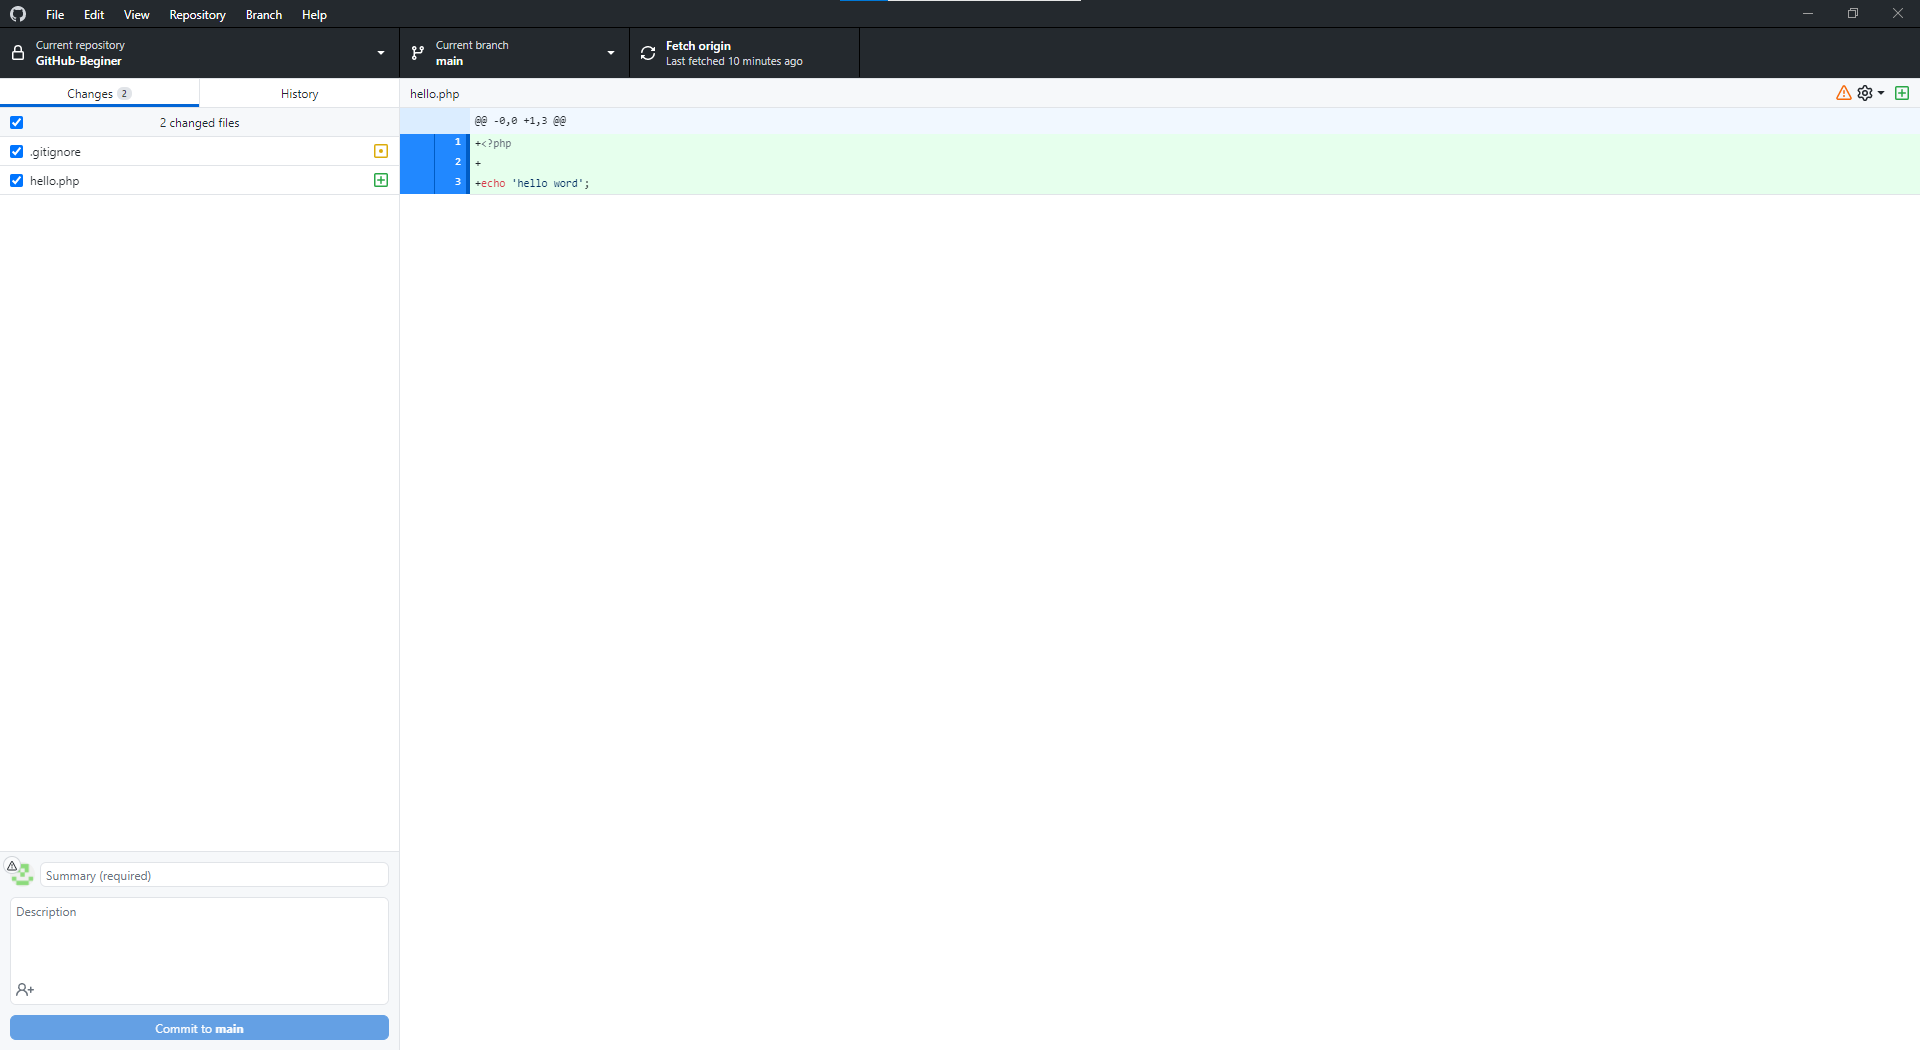 File Edit View Repository Branch Help
Current repository
GitHub-Beginer
Current branch
main
Fetch origin
Last fetched 10 minutes ago
Changes 2
History
hello.php
2 changed files
.gitignore
hello.php
@@ -0,0 +1,3 @@
1 +<?php
2 +
3 +echo 'hello word';
Summary (required)
Description
Commit to main